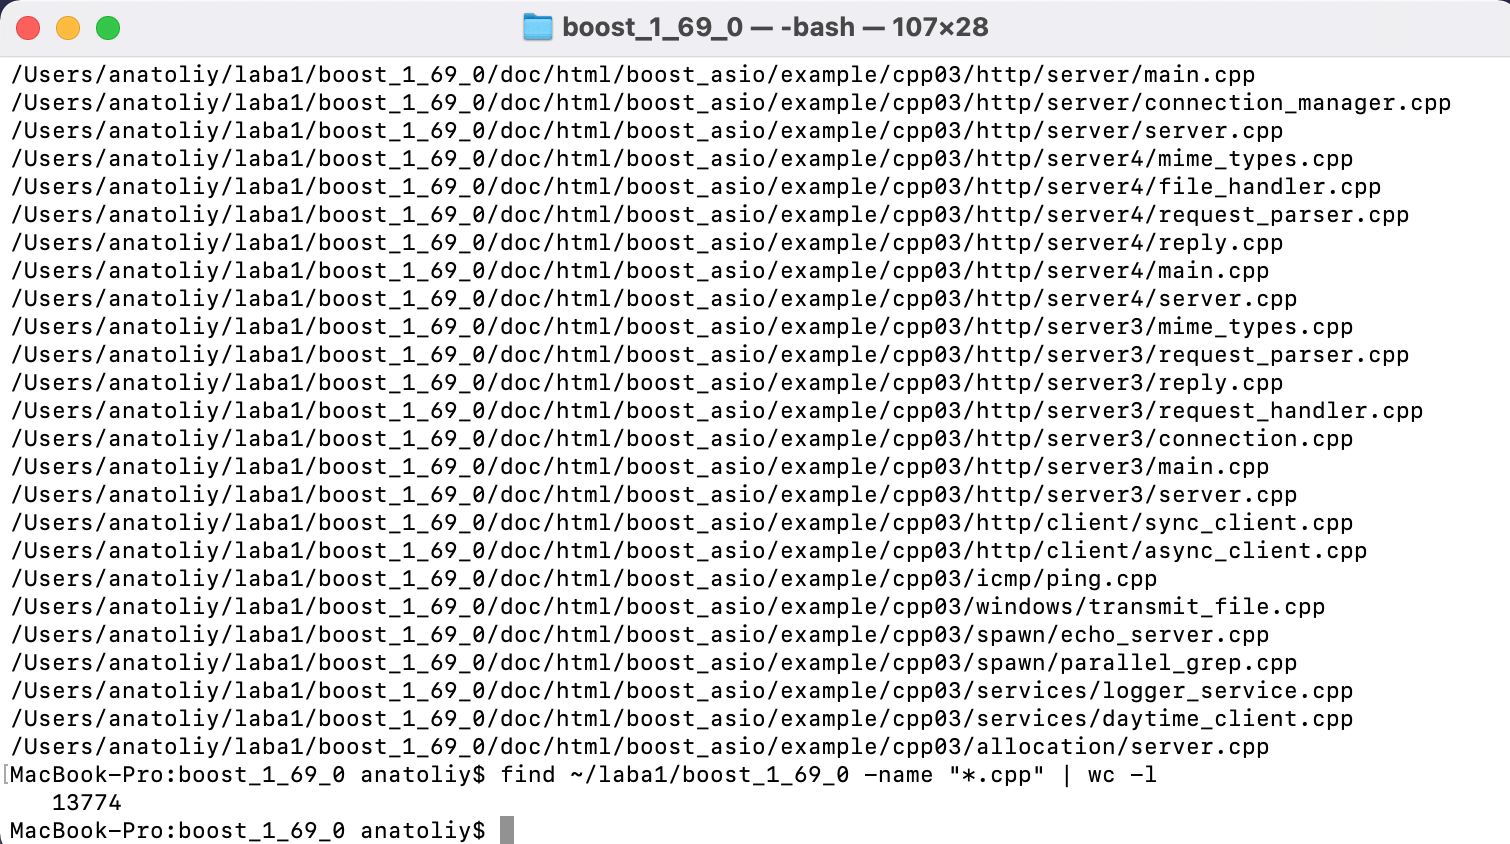 boost_1_69_0 — -bash — 107×28
/Users/anatoliy/laba1/boost_1_69_0/doc/html/boost_asio/example/cpp03/http/server/main.cpp
/Users/anatoliy/laba1/boost_1_69_0/doc/html/boost_asio/example/cpp03/http/server/connection_manager.cpp
/Users/anatoliy/laba1/boost_1_69_0/doc/html/boost_asio/example/cpp03/http/server/server.cpp
/Users/anatoliy/laba1/boost_1_69_0/doc/html/boost_asio/example/cpp03/http/server4/mime_types.cpp
/Users/anatoliy/laba1/boost_1_69_0/doc/html/boost_asio/example/cpp03/http/server4/file_handler.cpp
/Users/anatoliy/laba1/boost_1_69_0/doc/html/boost_asio/example/cpp03/http/server4/request_parser.cpp
/Users/anatoliy/laba1/boost_1_69_0/doc/html/boost_asio/example/cpp03/http/server4/reply.cpp
/Users/anatoliy/laba1/boost_1_69_0/doc/html/boost_asio/example/cpp03/http/server4/main.cpp
/Users/anatoliy/laba1/boost_1_69_0/doc/html/boost_asio/example/cpp03/http/server4/server.cpp
/Users/anatoliy/laba1/boost_1_69_0/doc/html/boost_asio/example/cpp03/http/server3/mime_types.cpp
/Users/anatoliy/laba1/boost_1_69_0/doc/html/boost_asio/example/cpp03/http/server3/request_parser.cpp
/Users/anatoliy/laba1/boost_1_69_0/doc/html/boost_asio/example/cpp03/http/server3/reply.cpp
/Users/anatoliy/laba1/boost_1_69_0/doc/html/boost_asio/example/cpp03/http/server3/request_handler.cpp
/Users/anatoliy/laba1/boost_1_69_0/doc/html/boost_asio/example/cpp03/http/server3/connection.cpp
/Users/anatoliy/laba1/boost_1_69_0/doc/html/boost_asio/example/cpp03/http/server3/main.cpp
/Users/anatoliy/laba1/boost_1_69_0/doc/html/boost_asio/example/cpp03/http/server3/server.cpp
/Users/anatoliy/laba1/boost_1_69_0/doc/html/boost_asio/example/cpp03/http/client/sync_client.cpp
/Users/anatoliy/laba1/boost_1_69_0/doc/html/boost_asio/example/cpp03/http/client/async_client.cpp
/Users/anatoliy/laba1/boost_1_69_0/doc/html/boost_asio/example/cpp03/icmp/ping.cpp
/Users/anatoliy/laba1/boost_1_69_0/doc/html/boost_asio/example/cpp03/windows/transmit_file.cpp
/Users/anatoliy/laba1/boost_1_69_0/doc/html/boost_asio/example/cpp03/spawn/echo_server.cpp
/Users/anatoliy/laba1/boost_1_69_0/doc/html/boost_asio/example/cpp03/spawn/parallel_grep.cpp
/Users/anatoliy/laba1/boost_1_69_0/doc/html/boost_asio/example/cpp03/services/logger_service.cpp
/Users/anatoliy/laba1/boost_1_69_0/doc/html/boost_asio/example/cpp03/services/daytime_client.cpp
/Users/anatoliy/laba1/boost_1_69_0/doc/html/boost_asio/example/cpp03/allocation/server.cpp
[MacBook-Pro:boost_1_69_0 anatoliy$ find ~/laba1/boost_1_69_0 -name "*.cpp" | wc -l
13774
MacBook-Pro:boost_1_69_0 anatoliy$